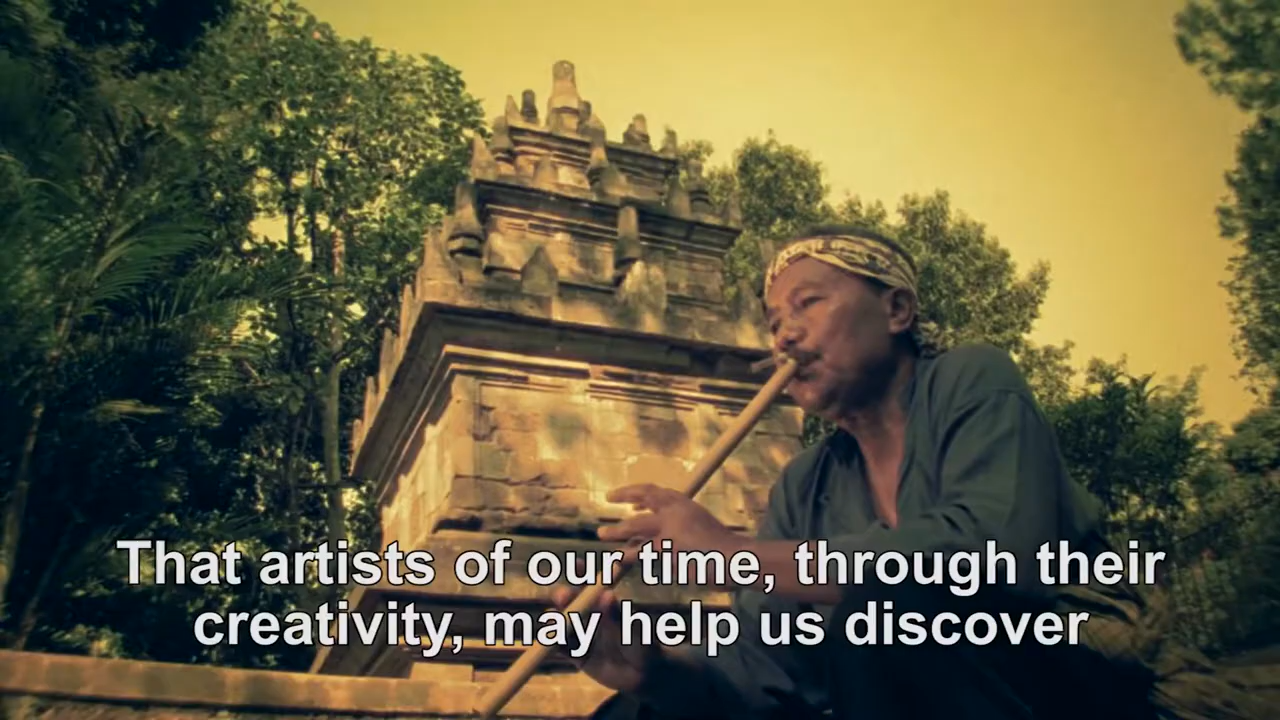 That artists of our time, through their
creativity, may help us discover